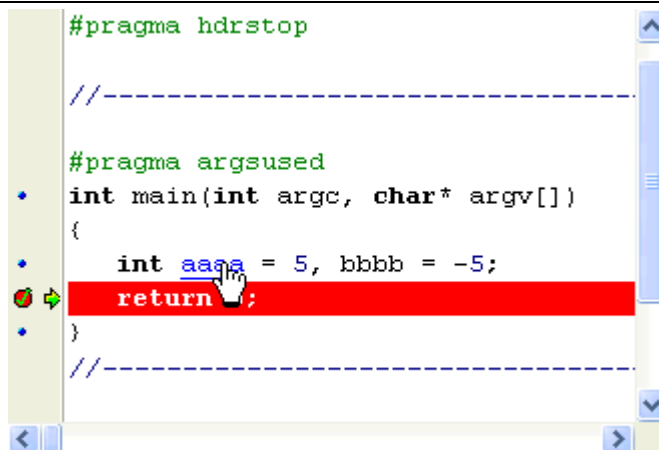 #pragma hdrstop
//----------------------------------
#pragma argsused
int main(int argc, char* argv[])
{
int aaaa = 5, bbbb = -5;
return ;
}
//----------------------------------